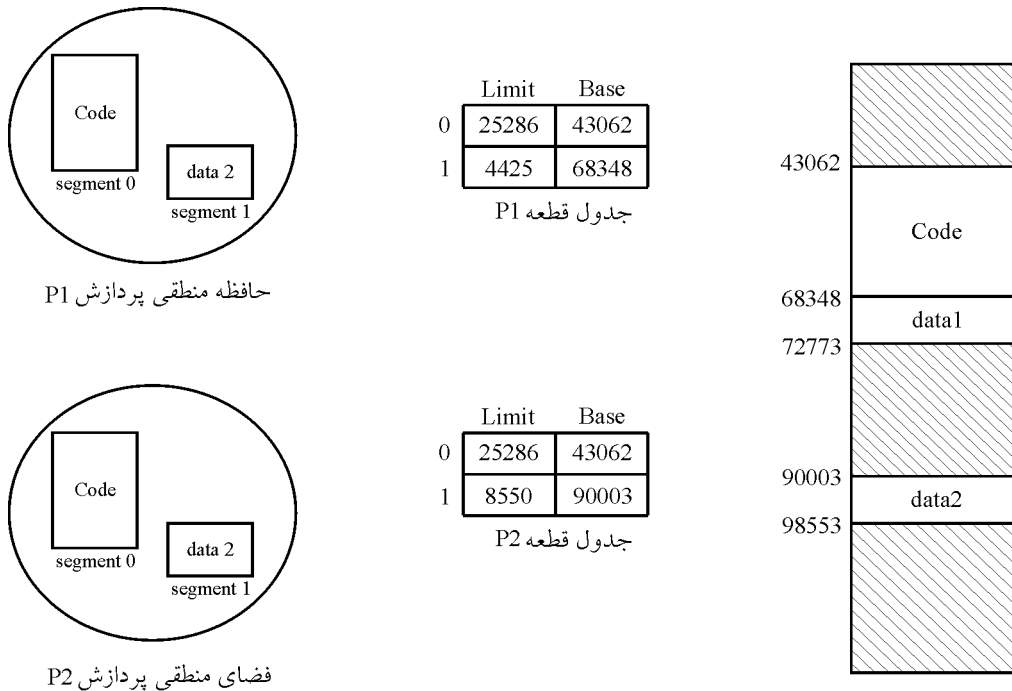 Code
segment 0
data 2
segment 1
حافظه منطقی پردازش P1
Limit Base
0 25286 43062
1 4425 68348
جدول قطعه P1
Code
segment 0
data 2
segment 1
فضای منطقی پردازش P2
Limit Base
0 25286 43062
1 8550 90003
جدول قطعه P2
43062
Code
68348
data1
72773
90003
data2
98553